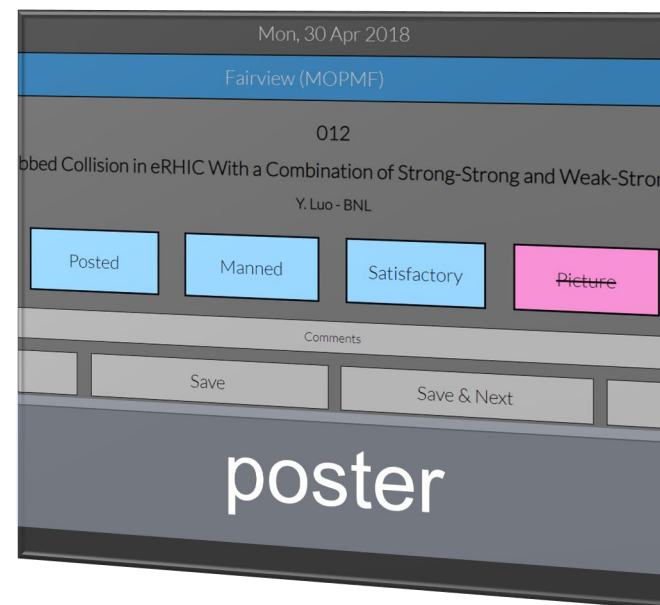 Mon, 30 Apr 2018
Fairview (MOPMF)
012
bbed Collision in eRHIC With a Combination of Strong-Strong and Weak-Stron
Y. Luo - BNL
Posted Manned Satisfactory Picture
Comments
Save Save & Next
poster